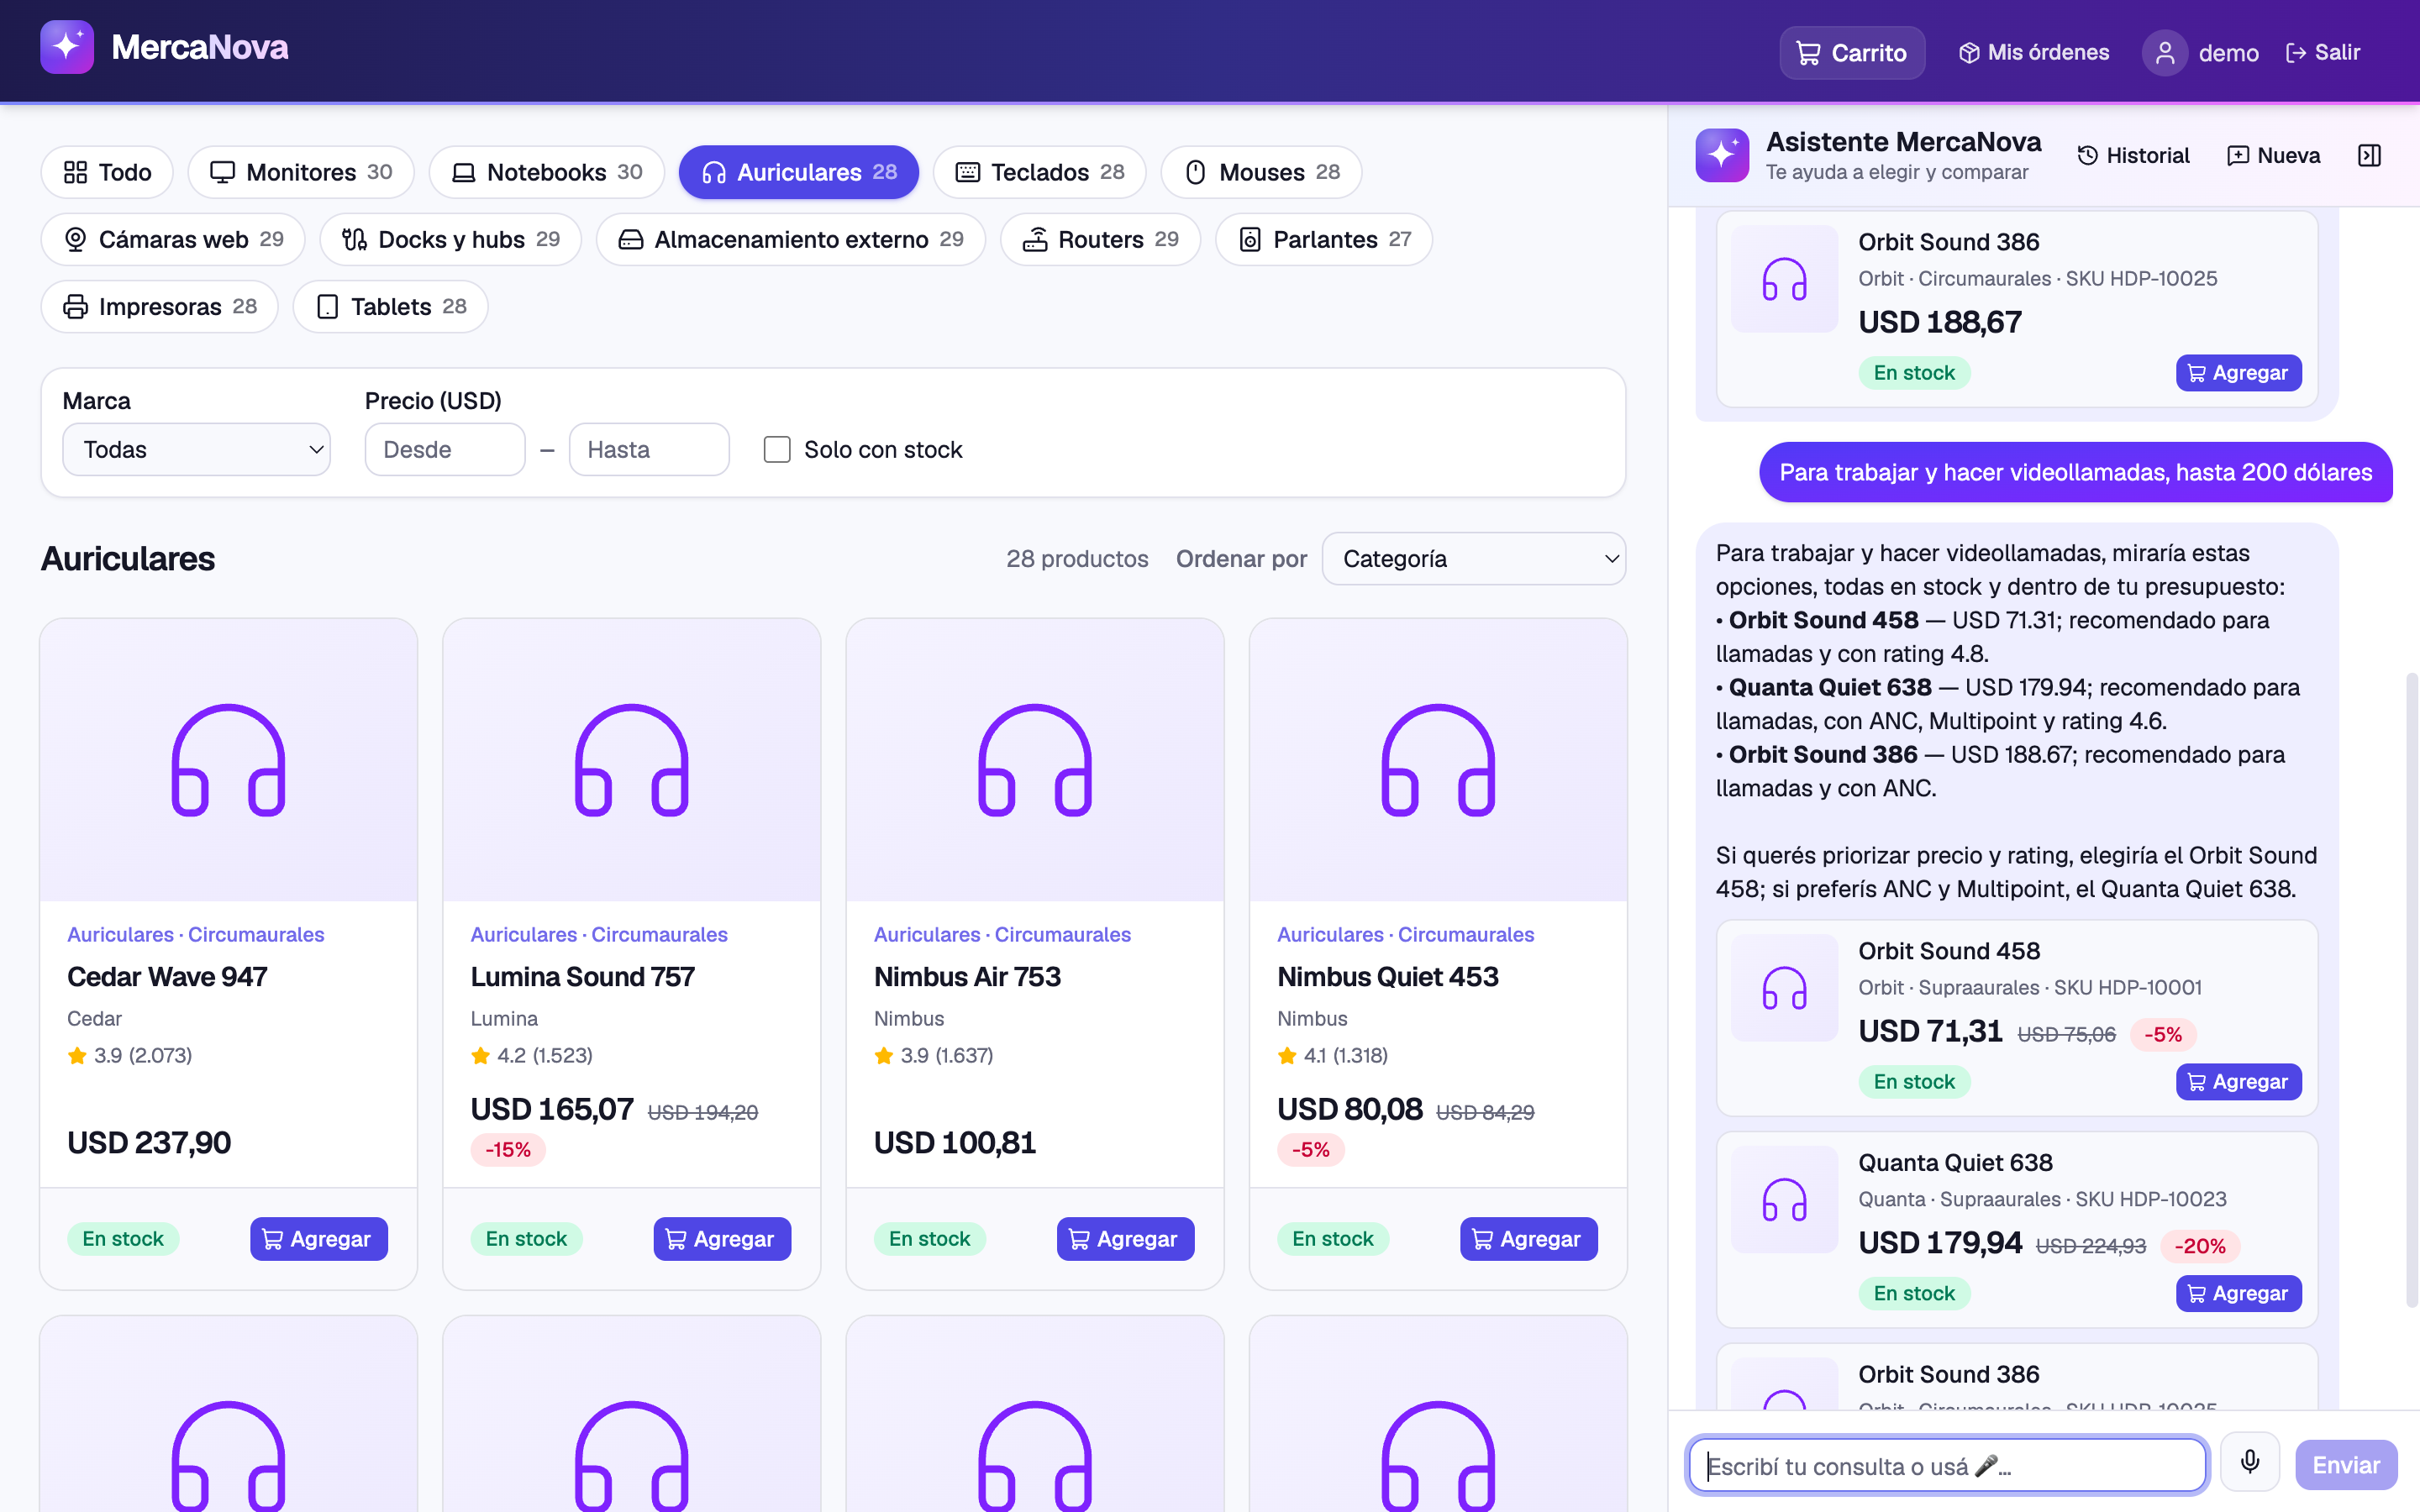 MercaNova
Carrito
Mis órdenes
demo
Salir
Todo
Monitores 30
Notebooks 30
Auriculares 28
Teclados 28
Mouses 28
Cámaras web 29
Docks y hubs 29
Almacenamiento externo 29
Routers 29
Parlantes 27
Impresoras 28
Tablets 28
Marca
Todas
Precio (USD)
Desde
–
Hasta
Solo con stock
Auriculares
28 productos
Ordenar por
Categoría
Auriculares · Circumaurales
Cedar Wave 947
Cedar
3.9 (2.073)
USD 237,90
En stock
Agregar
Auriculares · Circumaurales
Lumina Sound 757
Lumina
4.2 (1.523)
USD 165,07 USD 194,20
-15%
En stock
Agregar
Auriculares · Circumaurales
Nimbus Air 753
Nimbus
3.9 (1.637)
USD 100,81
En stock
Agregar
Auriculares · Circumaurales
Nimbus Quiet 453
Nimbus
4.1 (1.318)
USD 80,08 USD 84,29
-5%
En stock
Agregar
Asistente MercaNova
Te ayuda a elegir y comparar
Historial
Nueva
Orbit Sound 386
Orbit · Circumaurales · SKU HDP-10025
USD 188,67
En stock
Agregar
Para trabajar y hacer videollamadas, hasta 200 dólares
Para trabajar y hacer videollamadas, miraría estas
opciones, todas en stock y dentro de tu presupuesto:
• Orbit Sound 458 — USD 71.31; recomendado para
llamadas y con rating 4.8.
• Quanta Quiet 638 — USD 179.94; recomendado para
llamadas, con ANC, Multipoint y rating 4.6.
• Orbit Sound 386 — USD 188.67; recomendado para
llamadas y con ANC.
Si querés priorizar precio y rating, elegiría el Orbit Sound
458; si preferís ANC y Multipoint, el Quanta Quiet 638.
Orbit Sound 458
Orbit · Supraaurales · SKU HDP-10001
USD 71,31 USD 75,06 -5%
En stock
Agregar
Quanta Quiet 638
Quanta · Supraaurales · SKU HDP-10023
USD 179,94 USD 224,93 -20%
En stock
Agregar
Orbit Sound 386
Orbit · Circumaurales · SKU HDP-10025
Escribí tu consulta o usá 🎤...
Enviar